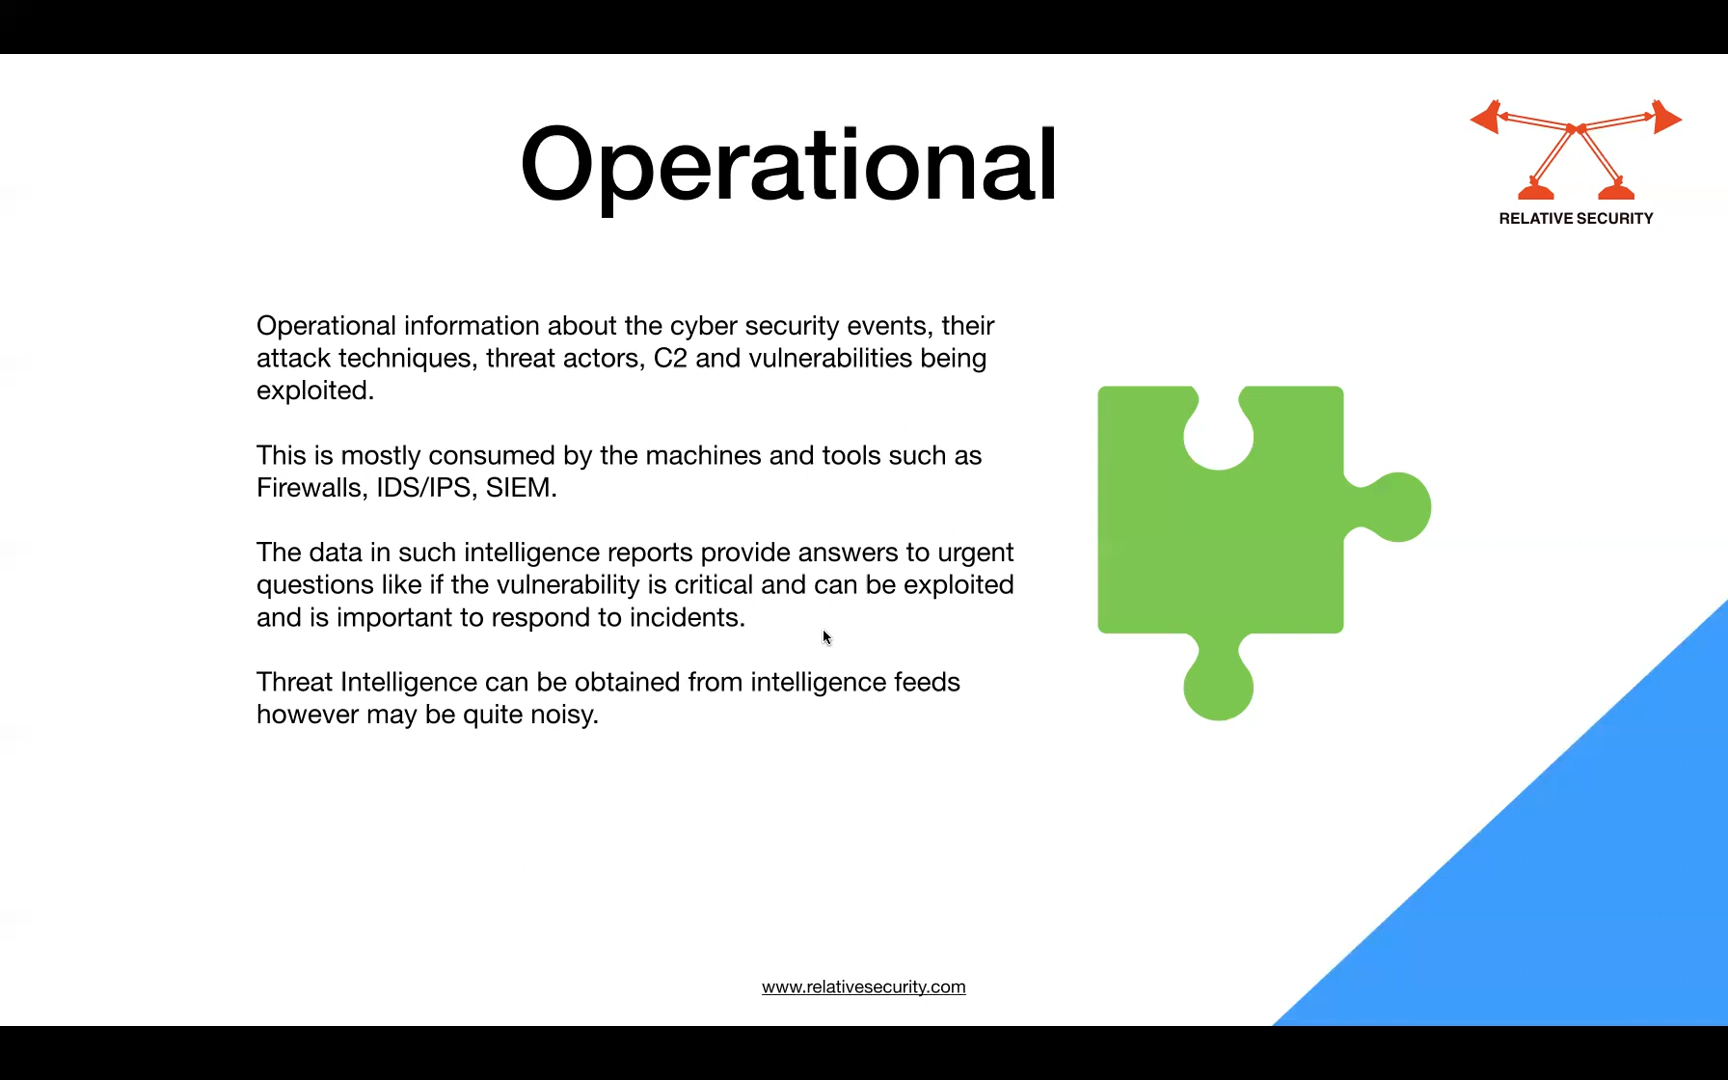 Operational
RELATIVE SECURITY
Operational information about the cyber security events, their
attack techniques, threat actors, C2 and vulnerabilities being
exploited.
This is mostly consumed by the machines and tools such as
Firewalls, IDS/IPS, SIEM.
The data in such intelligence reports provide answers to urgent
questions like if the vulnerability is critical and can be exploited
and is important to respond to incidents.
Threat Intelligence can be obtained from intelligence feeds
however may be quite noisy.
www.relativesecurity.com